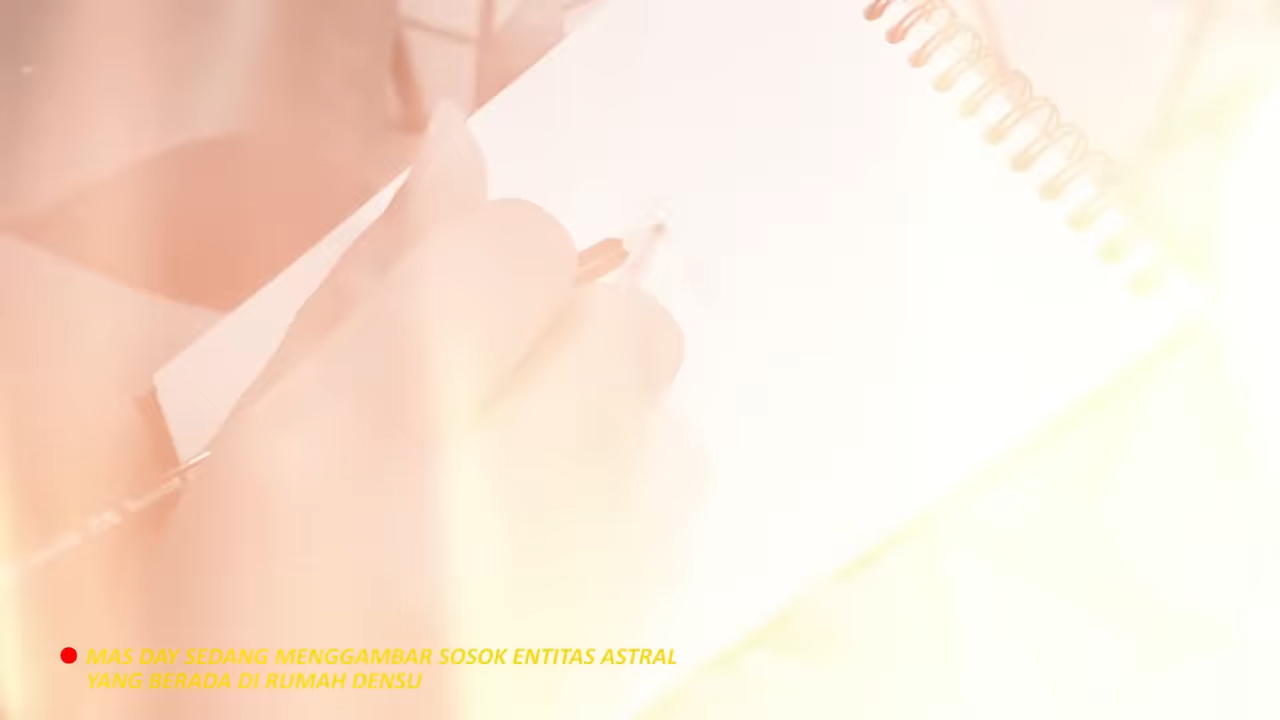 MAS DAY SEDANG MENGGAMBAR SOSOK ENTITAS ASTRAL
YANG BERADA DI RUMAH DENSU